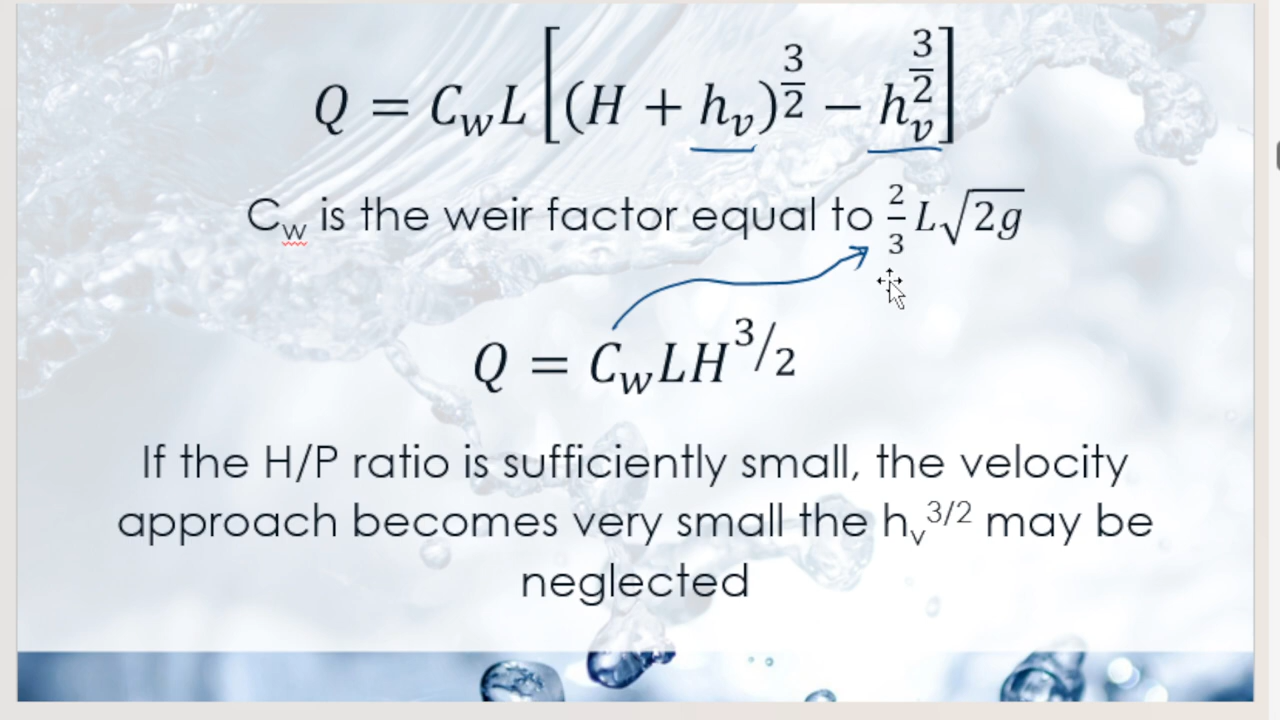 Q = C_w L [(H + h_v)^{3/2} − h_v^{3/2}]
C_w is the weir factor equal to 2/3 L√2g
Q = C_w LH^{3/2}
If the H/P ratio is sufficiently small, the velocity
approach becomes very small the h_v^{3/2} may be
neglected